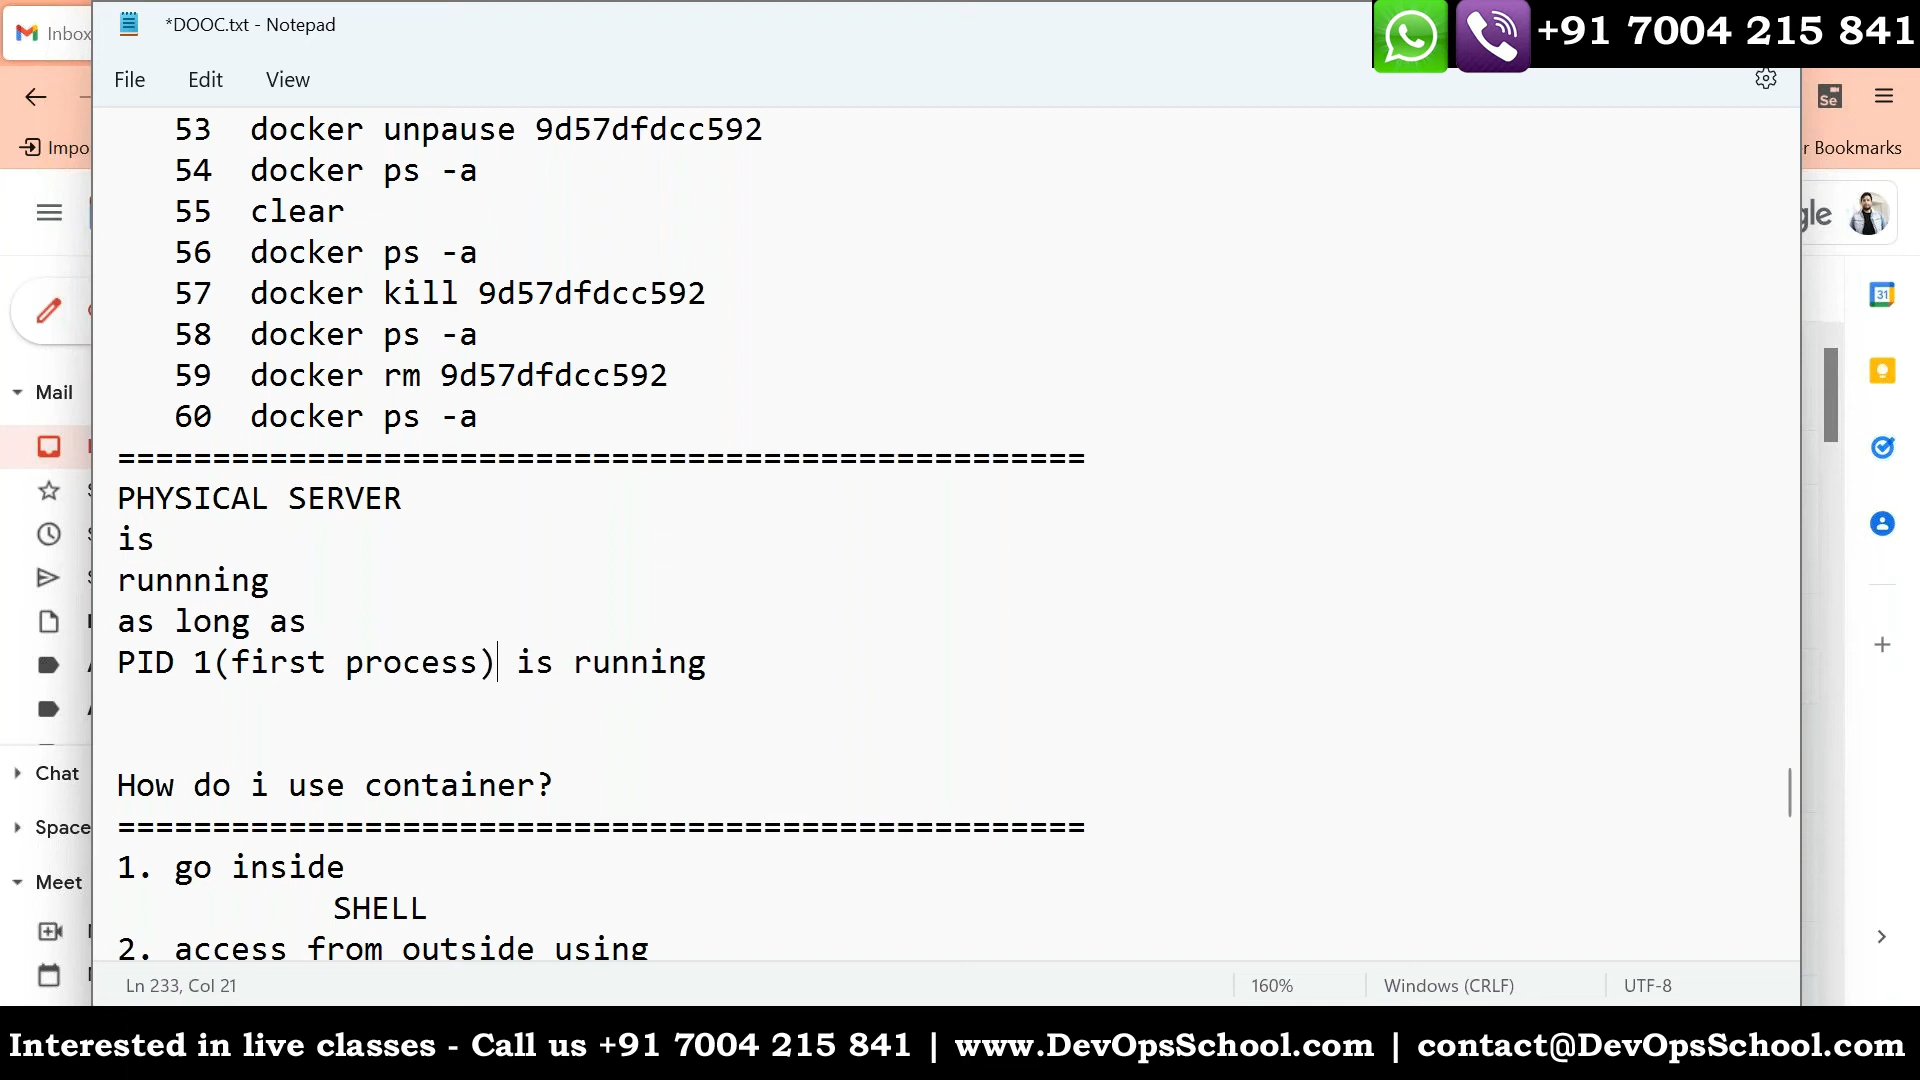 Inbox
*DOOC.txt - Notepad
+91 7004 215 841
File Edit View
Se
Impo
r Bookmarks
53 docker unpause 9d57dfdcc592
54 docker ps -a
55 clear
gle
56 docker ps -a
57 docker kill 9d57dfdcc592
31
58 docker ps -a
59 docker rm 9d57dfdcc592
Mail
60 docker ps -a
===================================================
PHYSICAL SERVER
is
runnning
as long as
PID 1(first process) is running
Chat
How do i use container?
Space
===================================================
1. go inside
Meet
SHELL
2. access from outside using
Ln 233, Col 21
160%
Windows (CRLF)
UTF-8
Interested in live classes - Call us +91 7004 215 841 | www.DevOpsSchool.com | contact@DevOpsSchool.com